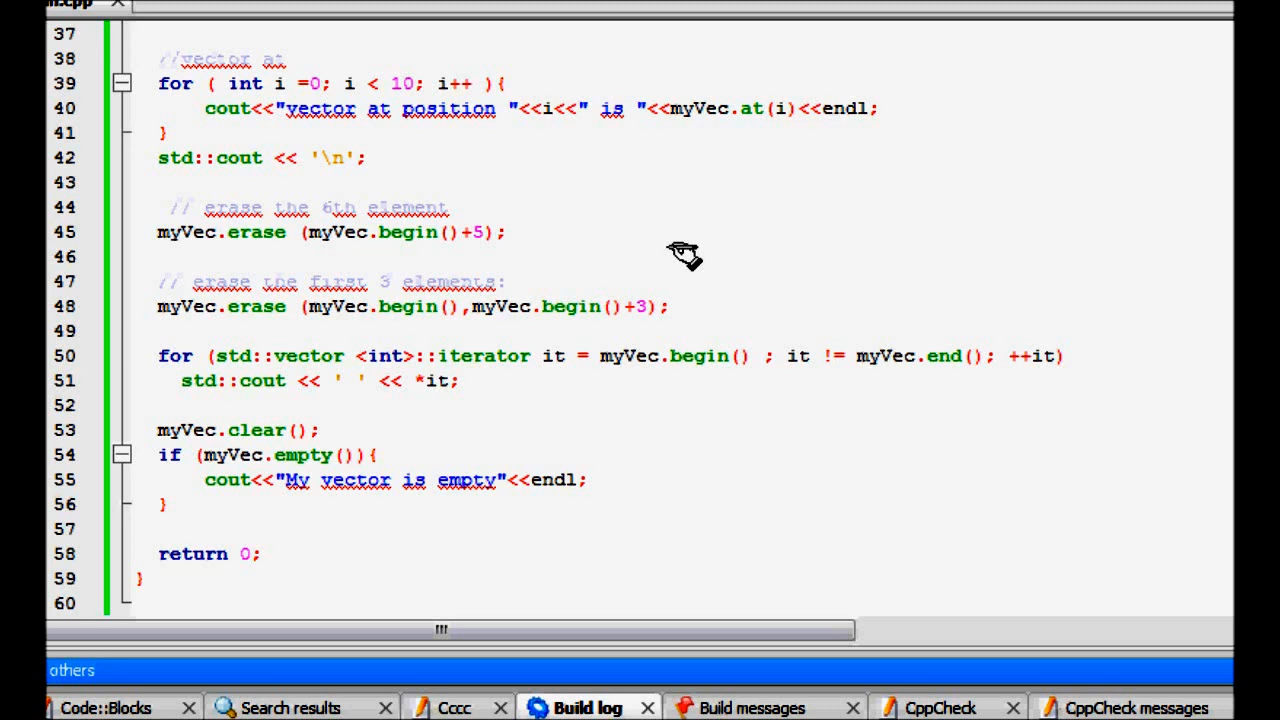 n.cpp
37
38 //vector at
39 for ( int i =0; i < 10; i++ ){
40 cout<<"vector at position "<<i<<" is "<<myVec.at(i)<<endl;
41 }
42 std::cout << '\n';
43
44 // erase the 6th element
45 myVec.erase (myVec.begin()+5);
46
47 // erase the first 3 elements:
48 myVec.erase (myVec.begin(),myVec.begin()+3);
49
50 for (std::vector <int>::iterator it = myVec.begin() ; it != myVec.end(); ++it)
51 std::cout << ' ' << *it;
52
53 myVec.clear();
54 if (myVec.empty()){
55 cout<<"My vector is empty"<<endl;
56 }
57
58 return 0;
59 }
60
others
Code::Blocks Search results Cccc Build log Build messages CppCheck CppCheck messages